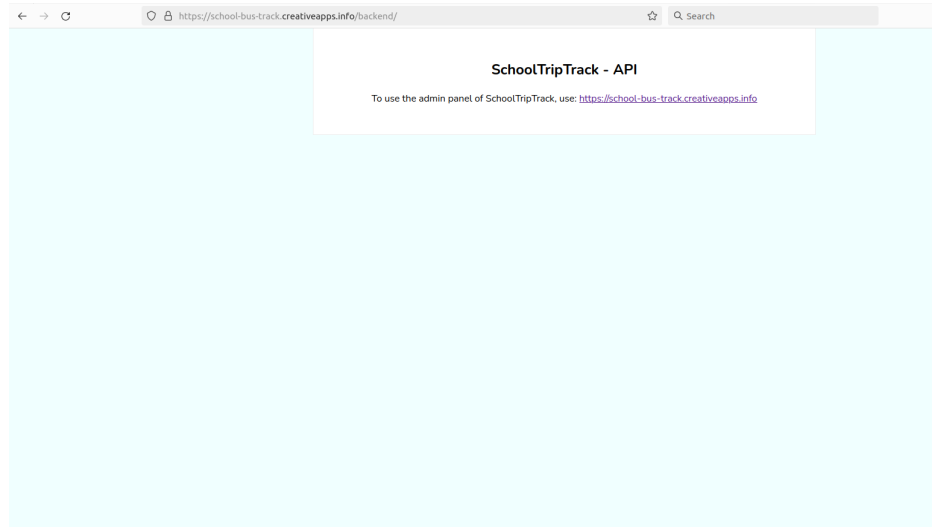 https://school-bus-track.creativeapps.info/backend/
Search
SchoolTripTrack - API
To use the admin panel of SchoolTripTrack, use: https://school-bus-track.creativeapps.info